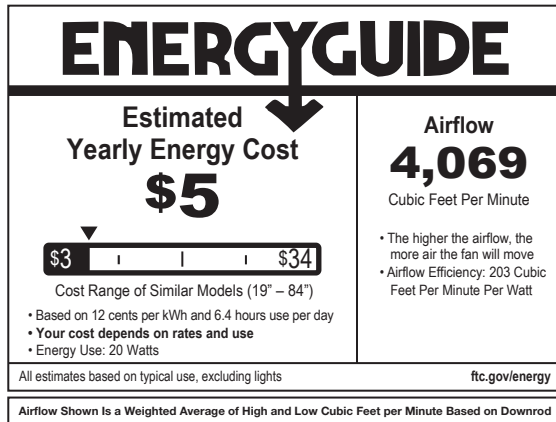 ENERGYGUIDE
Estimated
Yearly Energy Cost
$5
$3 $34
Cost Range of Similar Models (19” – 84”)
• Based on 12 cents per kWh and 6.4 hours use per day
• Your cost depends on rates and use
• Energy Use: 20 Watts
Airflow
4,069
Cubic Feet Per Minute
• The higher the airflow, the
more air the fan will move
• Airflow Efficiency: 203 Cubic
Feet Per Minute Per Watt
All estimates based on typical use, excluding lights
ftc.gov/energy
Airflow Shown Is a Weighted Average of High and Low Cubic Feet per Minute Based on Downrod